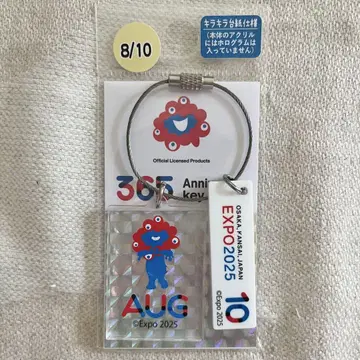 8/10
キラキラ台紙仕様
(本体のアクリル
にはホログラムは
入っていません)
Official Licensed Products
365
key
AUG
©Expo 2025
OSAKA, KANSAI, JAPAN
EXPO2025
10
©Expo 2025